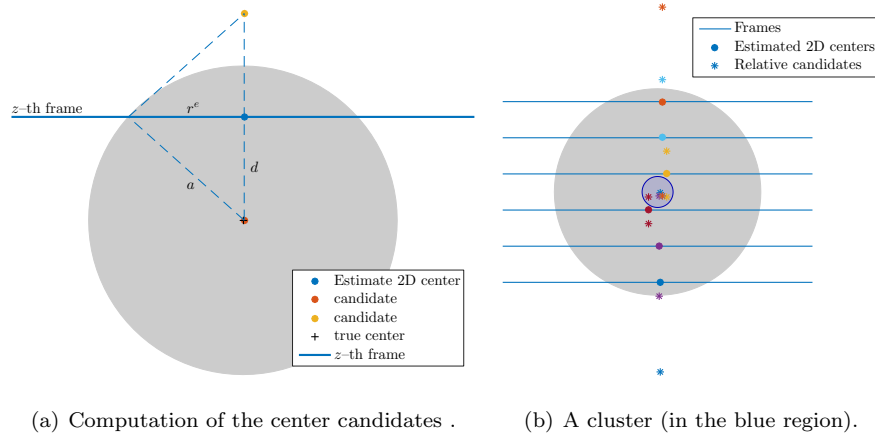 z–th frame
r^e
a
d
Estimate 2D center
candidate
candidate
true center
z–th frame
Frames
Estimated 2D centers
Relative candidates
(a) Computation of the center candidates .
(b) A cluster (in the blue region).